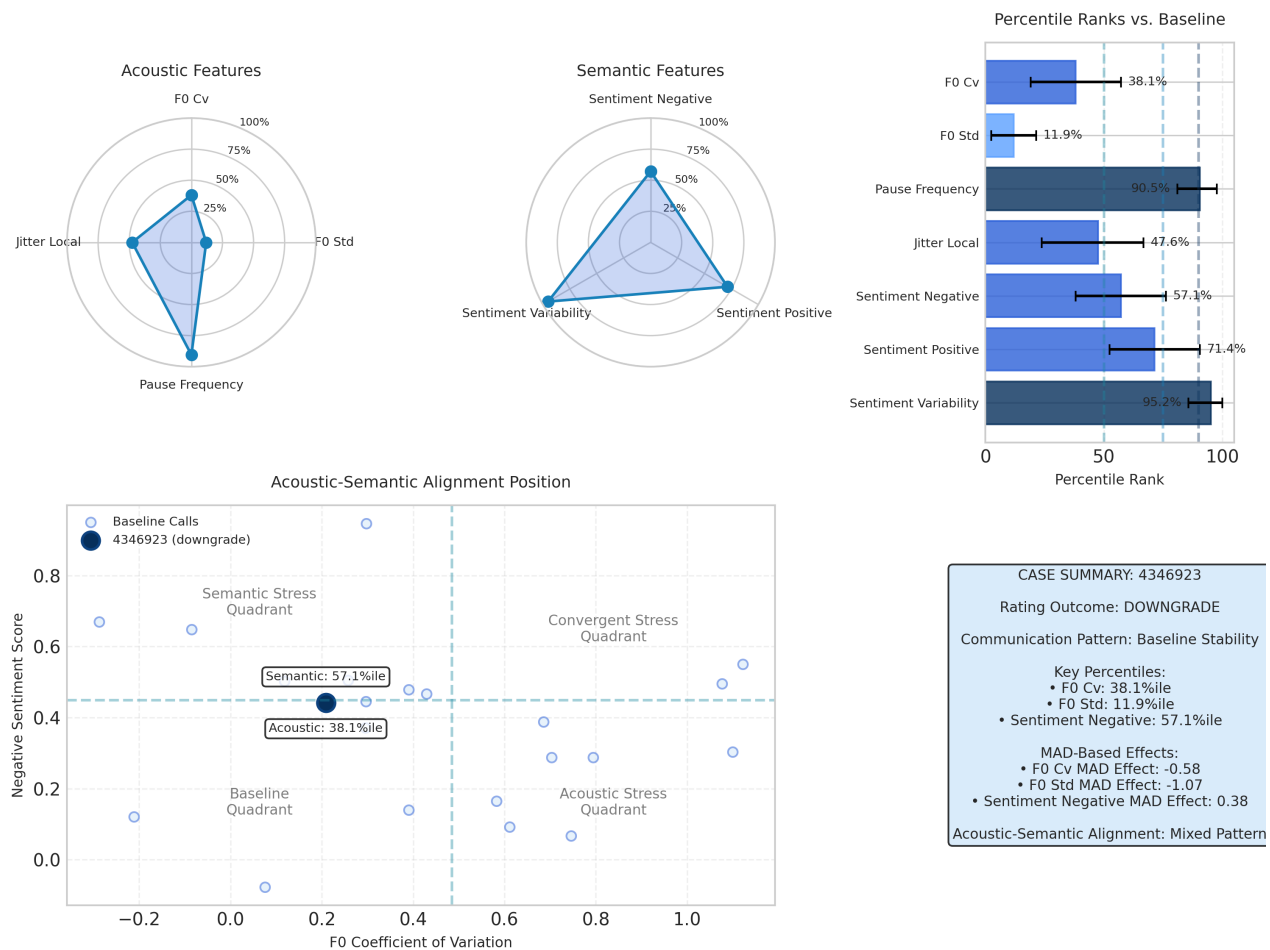 Acoustic Features
F0 Cv
100%
75%
50%
25%
Jitter Local
F0 Std
Pause Frequency
Semantic Features
Sentiment Negative
100%
75%
50%
25%
Sentiment Variability
Sentiment Positive
Percentile Ranks vs. Baseline
F0 Cv
38.1%
F0 Std
11.9%
Pause Frequency
90.5%
Jitter Local
47.6%
Sentiment Negative
57.1%
Sentiment Positive
71.4%
Sentiment Variability
95.2%
0
50
100
Percentile Rank
Acoustic-Semantic Alignment Position
Baseline Calls
4346923 (downgrade)
Semantic Stress
Quadrant
Convergent Stress
Quadrant
Semantic: 57.1%ile
Acoustic: 38.1%ile
Baseline
Quadrant
Acoustic Stress
Quadrant
Negative Sentiment Score
0.8
0.6
0.4
0.2
0.0
−0.2
0.0
0.2
0.4
0.6
0.8
1.0
F0 Coefficient of Variation
CASE SUMMARY: 4346923
Rating Outcome: DOWNGRADE
Communication Pattern: Baseline Stability
Key Percentiles:
• F0 Cv: 38.1%ile
• F0 Std: 11.9%ile
• Sentiment Negative: 57.1%ile
MAD-Based Effects:
• F0 Cv MAD Effect: -0.58
• F0 Std MAD Effect: -1.07
• Sentiment Negative MAD Effect: 0.38
Acoustic-Semantic Alignment: Mixed Pattern